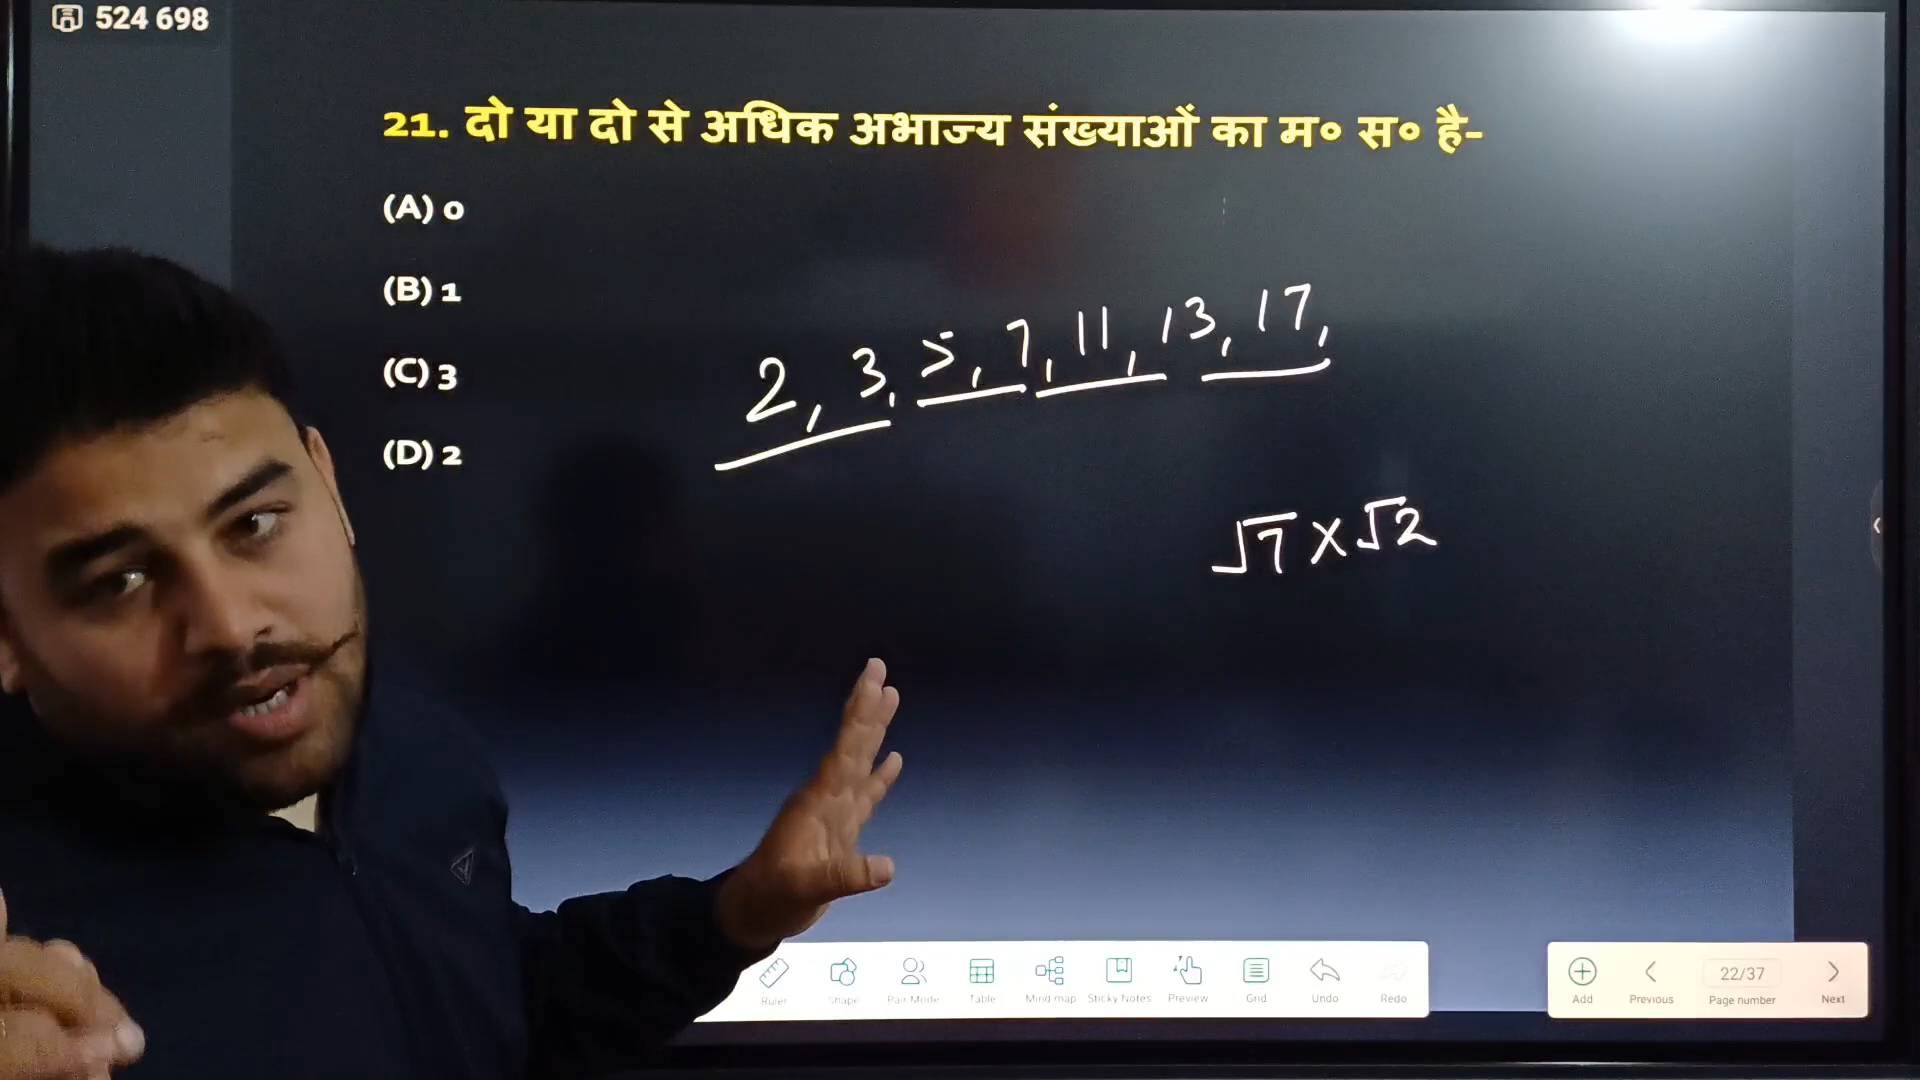 524 698
21. दो या दो से अधिक अभाज्य संख्याओं का म० स० है-
(A) 0
(B) 1
(C) 3
(D) 2
2, 3, 5, 7, 11, 13, 17,
√7 × √2
Ruler Shape Pair Mode Table Mind map Sticky Notes Preview Grid Undo Redo
Add Previous 22/37 Page number Next